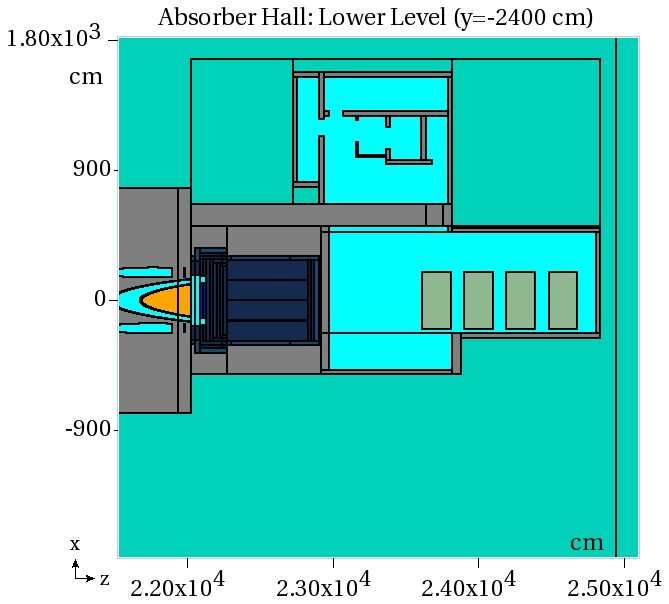 Absorber Hall: Lower Level (y=-2400 cm)
1.80x10³
cm
900
0
-900
cm
x
z
2.20x10⁴ 2.30x10⁴ 2.40x10⁴ 2.50x10⁴